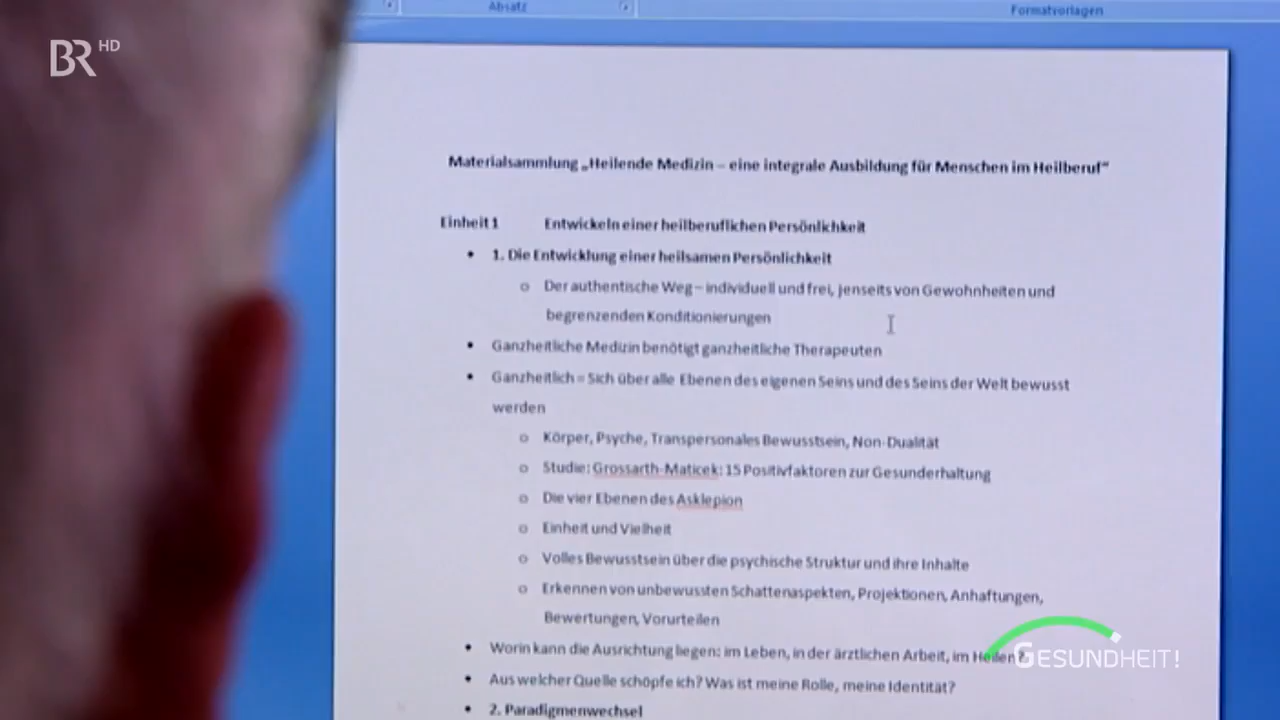 BR HD
Absatz
Formatvorlagen
Materialsammlung „Heilende Medizin – eine integrale Ausbildung für Menschen im Heilberuf“
Einheit 1 Entwickeln einer heilberuflichen Persönlichkeit
• 1. Die Entwicklung einer heilsamen Persönlichkeit
o Der authentische Weg – individuell und frei, jenseits von Gewohnheiten und
begrenzenden Konditionierungen
• Ganzheitliche Medizin benötigt ganzheitliche Therapeuten
• Ganzheitlich = Sich über alle Ebenen des eigenen Seins und des Seins der Welt bewusst
werden
o Körper, Psyche, Transpersonales Bewusstsein, Non-Dualität
o Studie: Grossarth-Maticek: 15 Positivfaktoren zur Gesunderhaltung
o Die vier Ebenen des Asklepion
o Einheit und Vielheit
o Volles Bewusstsein über die psychische Struktur und ihre Inhalte
o Erkennen von unbewussten Schattenaspekten, Projektionen, Anhaftungen,
Bewertungen, Vorurteilen
• Worin kann die Ausrichtung liegen: im Leben, in der ärztlichen Arbeit, im Heilen?
GESUNDHEIT!
• Aus welcher Quelle schöpfe ich? Was ist meine Rolle, meine Identität?
• 2. Paradigmenwechsel